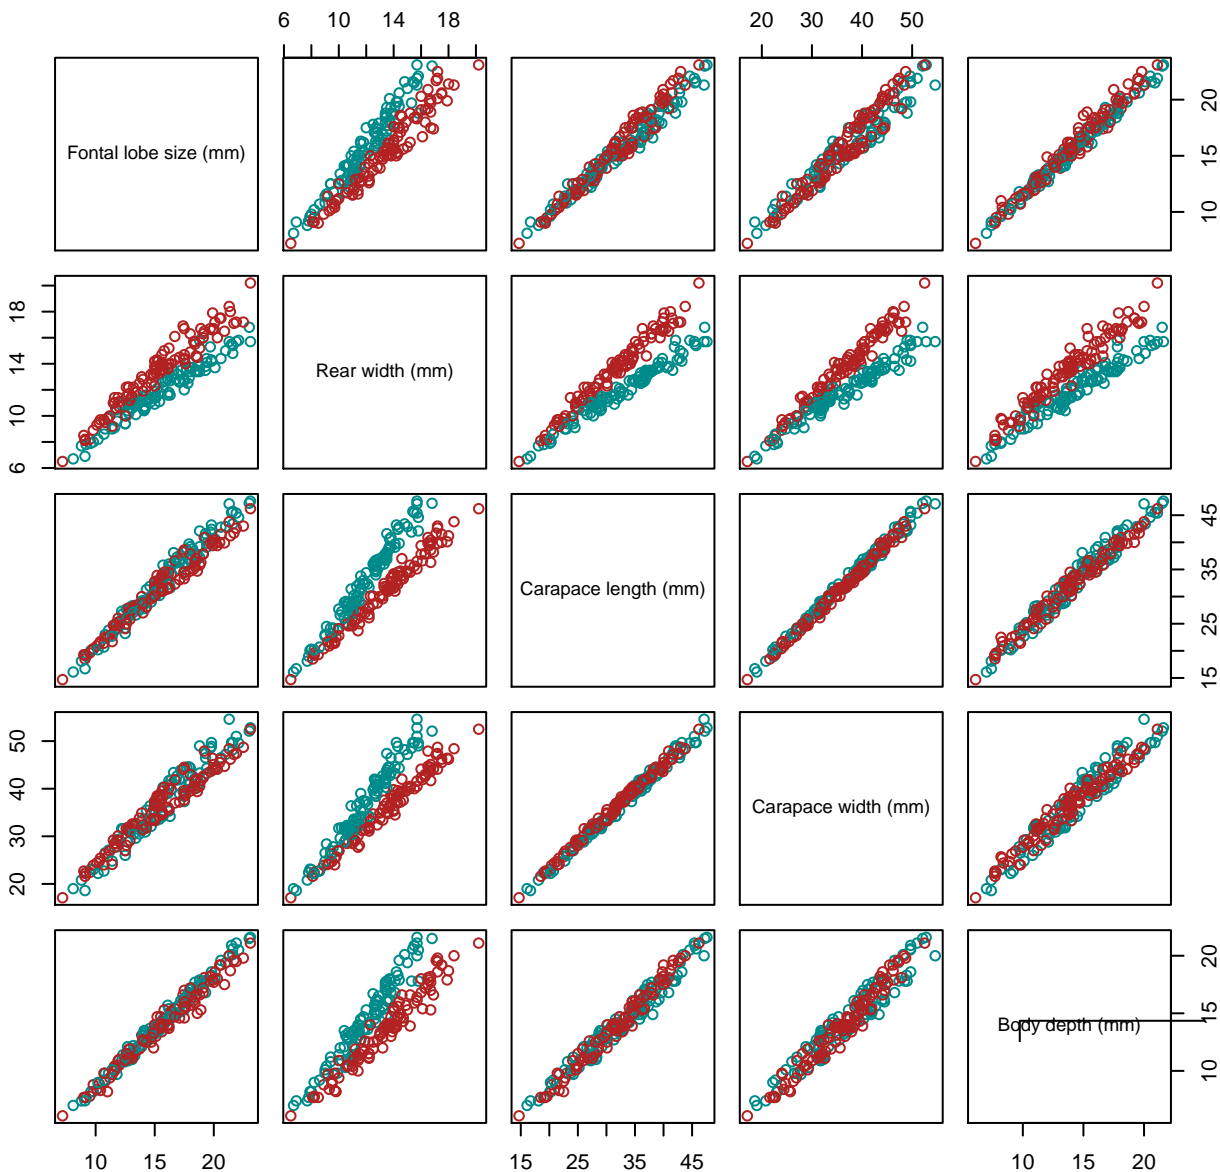 6 10 14 18
20 30 40 50
Fontal lobe size (mm)
10 15 20
6 10 14 18
Rear width (mm)
Carapace length (mm)
15 25 35 45
20 30 40 50
Carapace width (mm)
Body depth (mm)
10 15 20
10 15 20
15 25 35 45
10 15 20